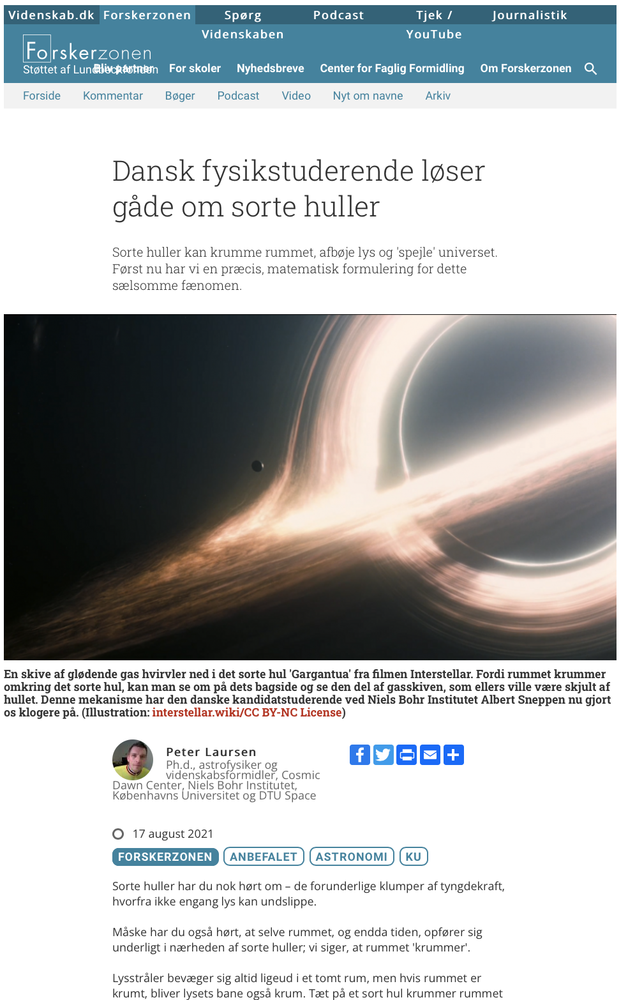 Videnskab.dk Forskerzonen Spørg Videnskaben Podcast Tjek / YouTube Journalistik
Forskerzonen
Støttet af Lundbeckfonden
Bliv partner For skoler Nyhedsbreve Center for Faglig Formidling Om Forskerzonen
Forside Kommentar Bøger Podcast Video Nyt om navne Arkiv
Dansk fysikstuderende løser
gåde om sorte huller
Sorte huller kan krumme rummet, afbøje lys og 'spejle' universet.
Først nu har vi en præcis, matematisk formulering for dette
sælsomme fænomen.
En skive af glødende gas hvirvler ned i det sorte hul 'Gargantua' fra filmen Interstellar. Fordi rummet krummer
omkring det sorte hul, kan man se om på dets bagside og se den del af gasskiven, som ellers ville være skjult af
hullet. Denne mekanisme har den danske kandidatstuderende ved Niels Bohr Institutet Albert Sneppen nu gjort
os klogere på. (Illustration: interstellar.wiki/CC BY-NC License)
Peter Laursen
Ph.d., astrofysiker og
videnskabsformidler, Cosmic
Dawn Center, Niels Bohr Institutet,
Københavns Universitet og DTU Space
17 august 2021
FORSKERZONEN ANBEFALET ASTRONOMI KU
Sorte huller har du nok hørt om – de forunderlige klumper af tyngdekraft,
hvorfra ikke engang lys kan undslippe.
Måske har du også hørt, at selve rummet, og endda tiden, opfører sig
underligt i nærheden af sorte huller; vi siger, at rummet 'krummer'.
Lysstråler bevæger sig altid ligeud i et tomt rum, men hvis rummet er
krumt, bliver lysets bane også krum. Tæt på et sort hul krummer rummet